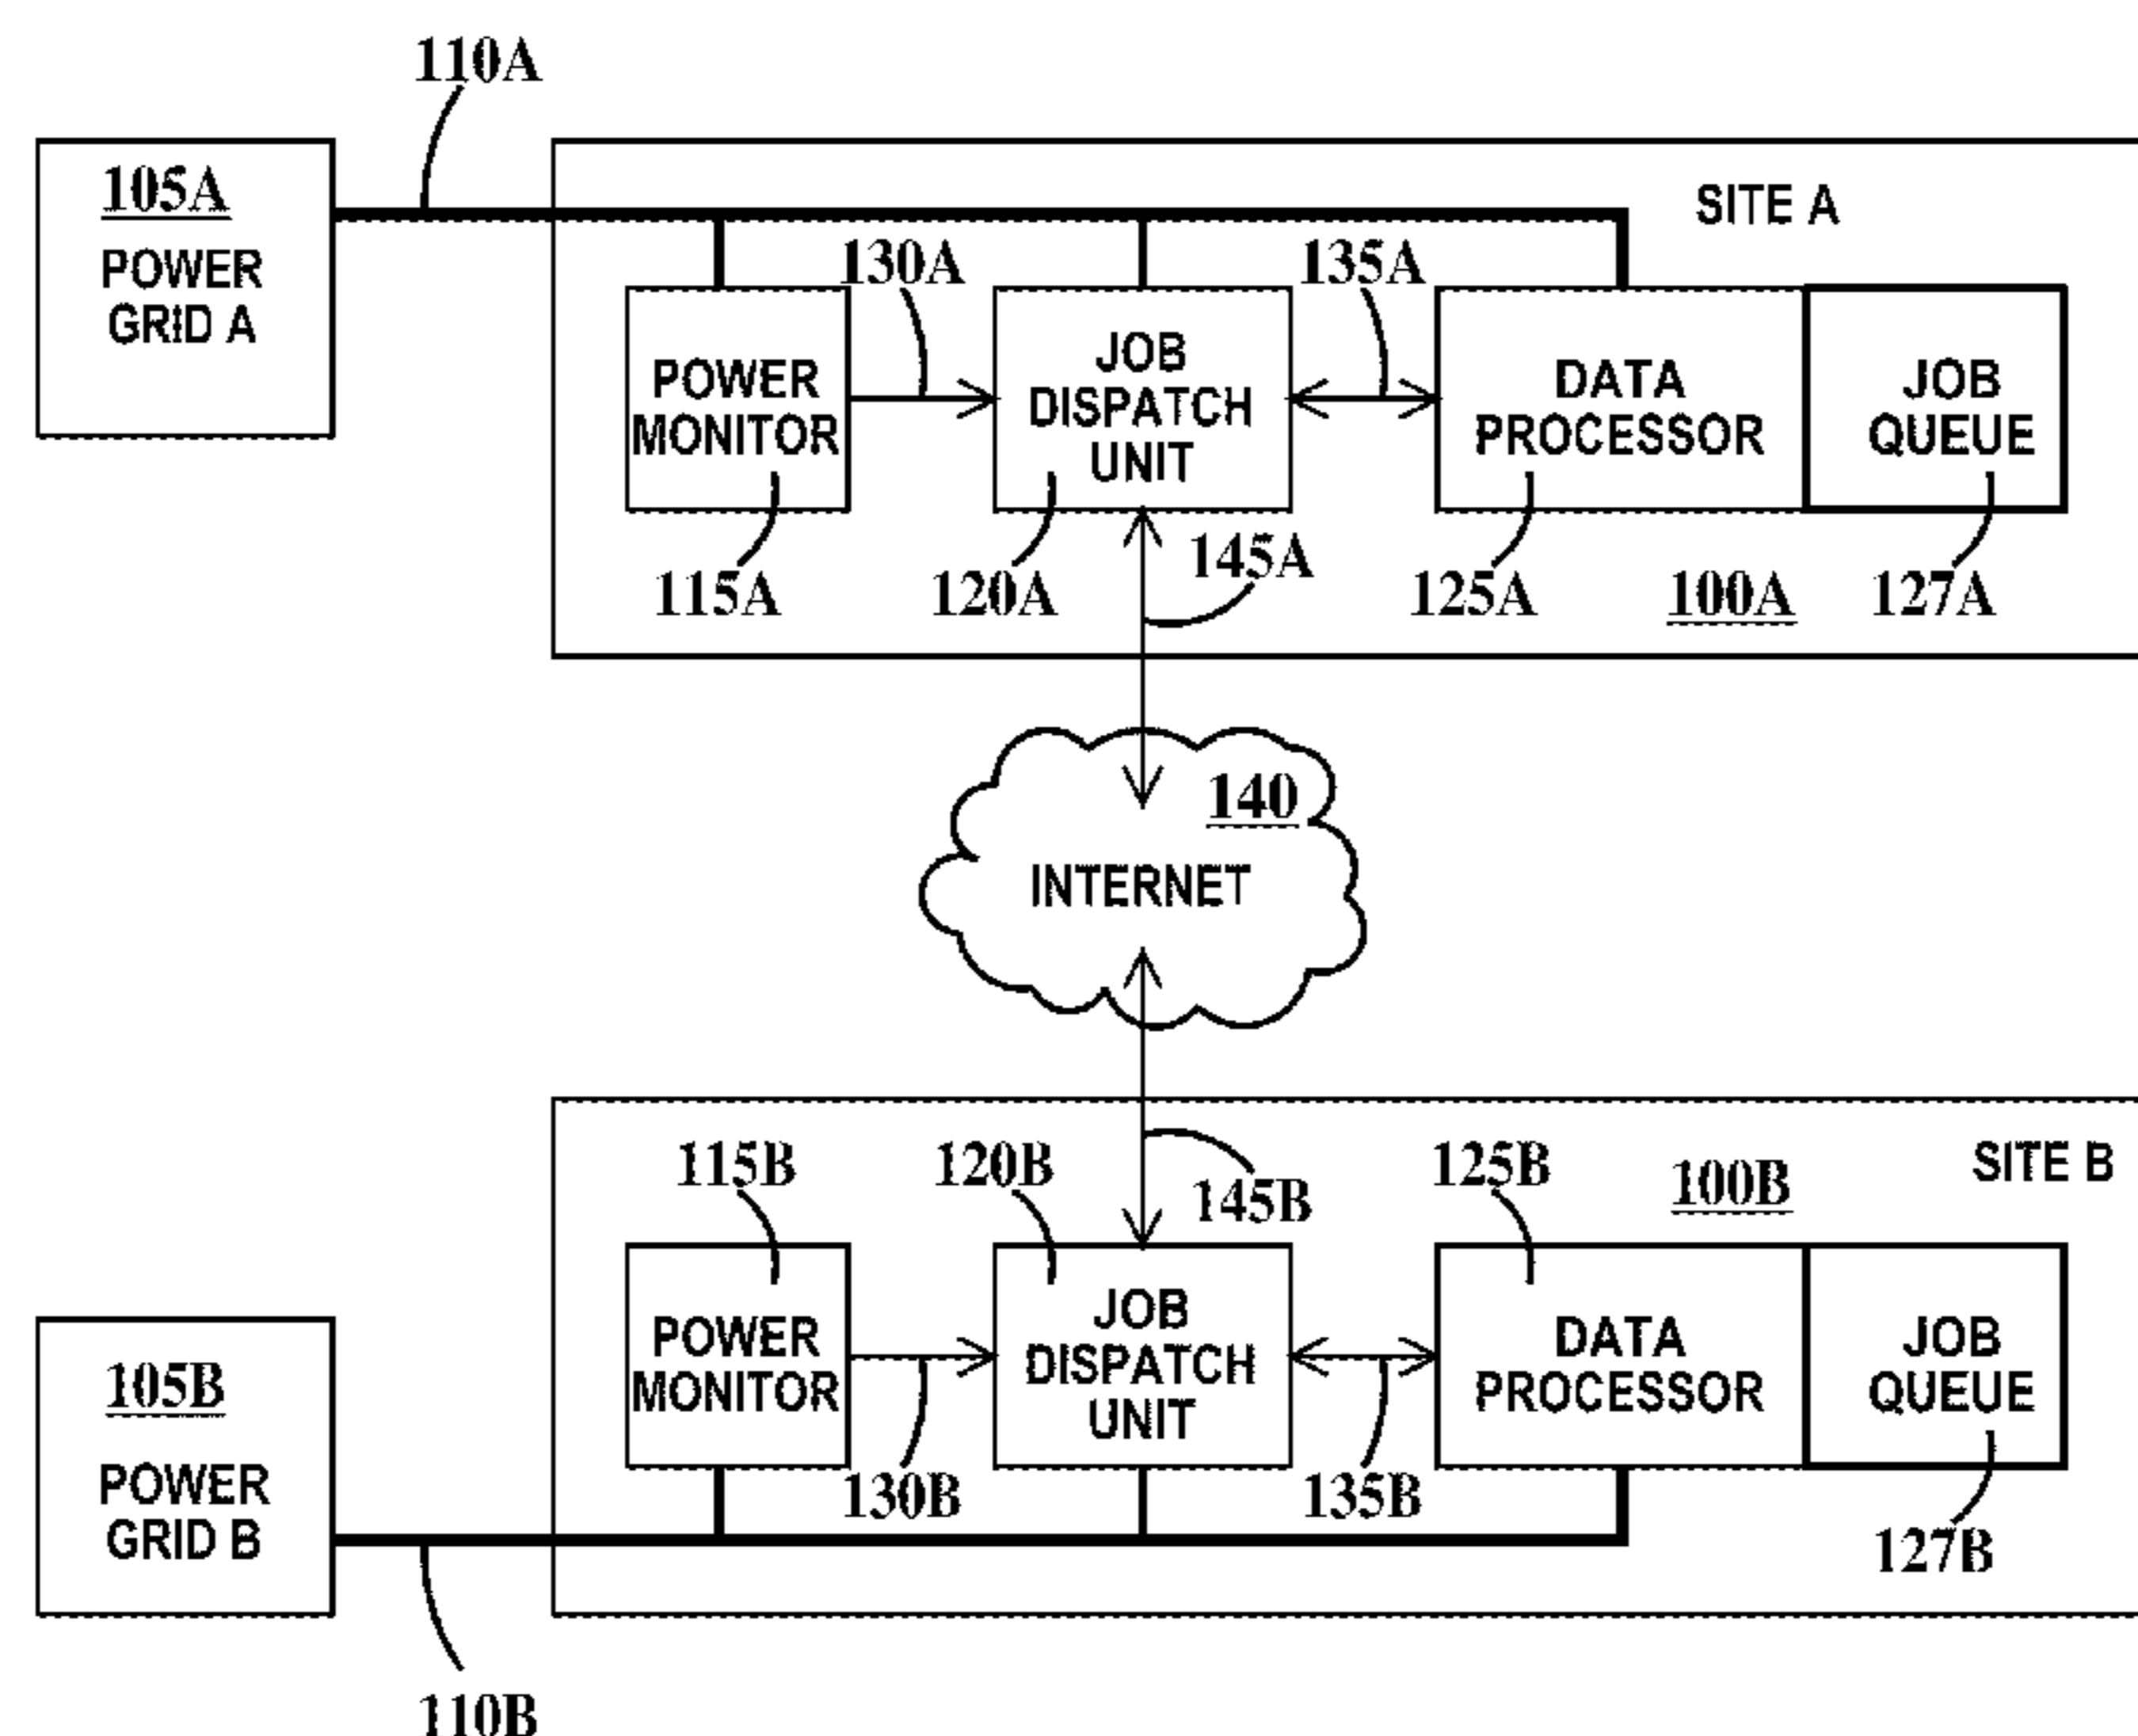 110A
105A
POWER
GRID A
SITE A
130A
135A
POWER
MONITOR
JOB
DISPATCH
UNIT
DATA
PROCESSOR
JOB
QUEUE
115A
120A
145A
125A
100A
127A
140
INTERNET
115B
120B
145B
125B
100B
SITE B
105B
POWER
GRID B
POWER
MONITOR
JOB
DISPATCH
UNIT
DATA
PROCESSOR
JOB
QUEUE
130B
135B
127B
110B